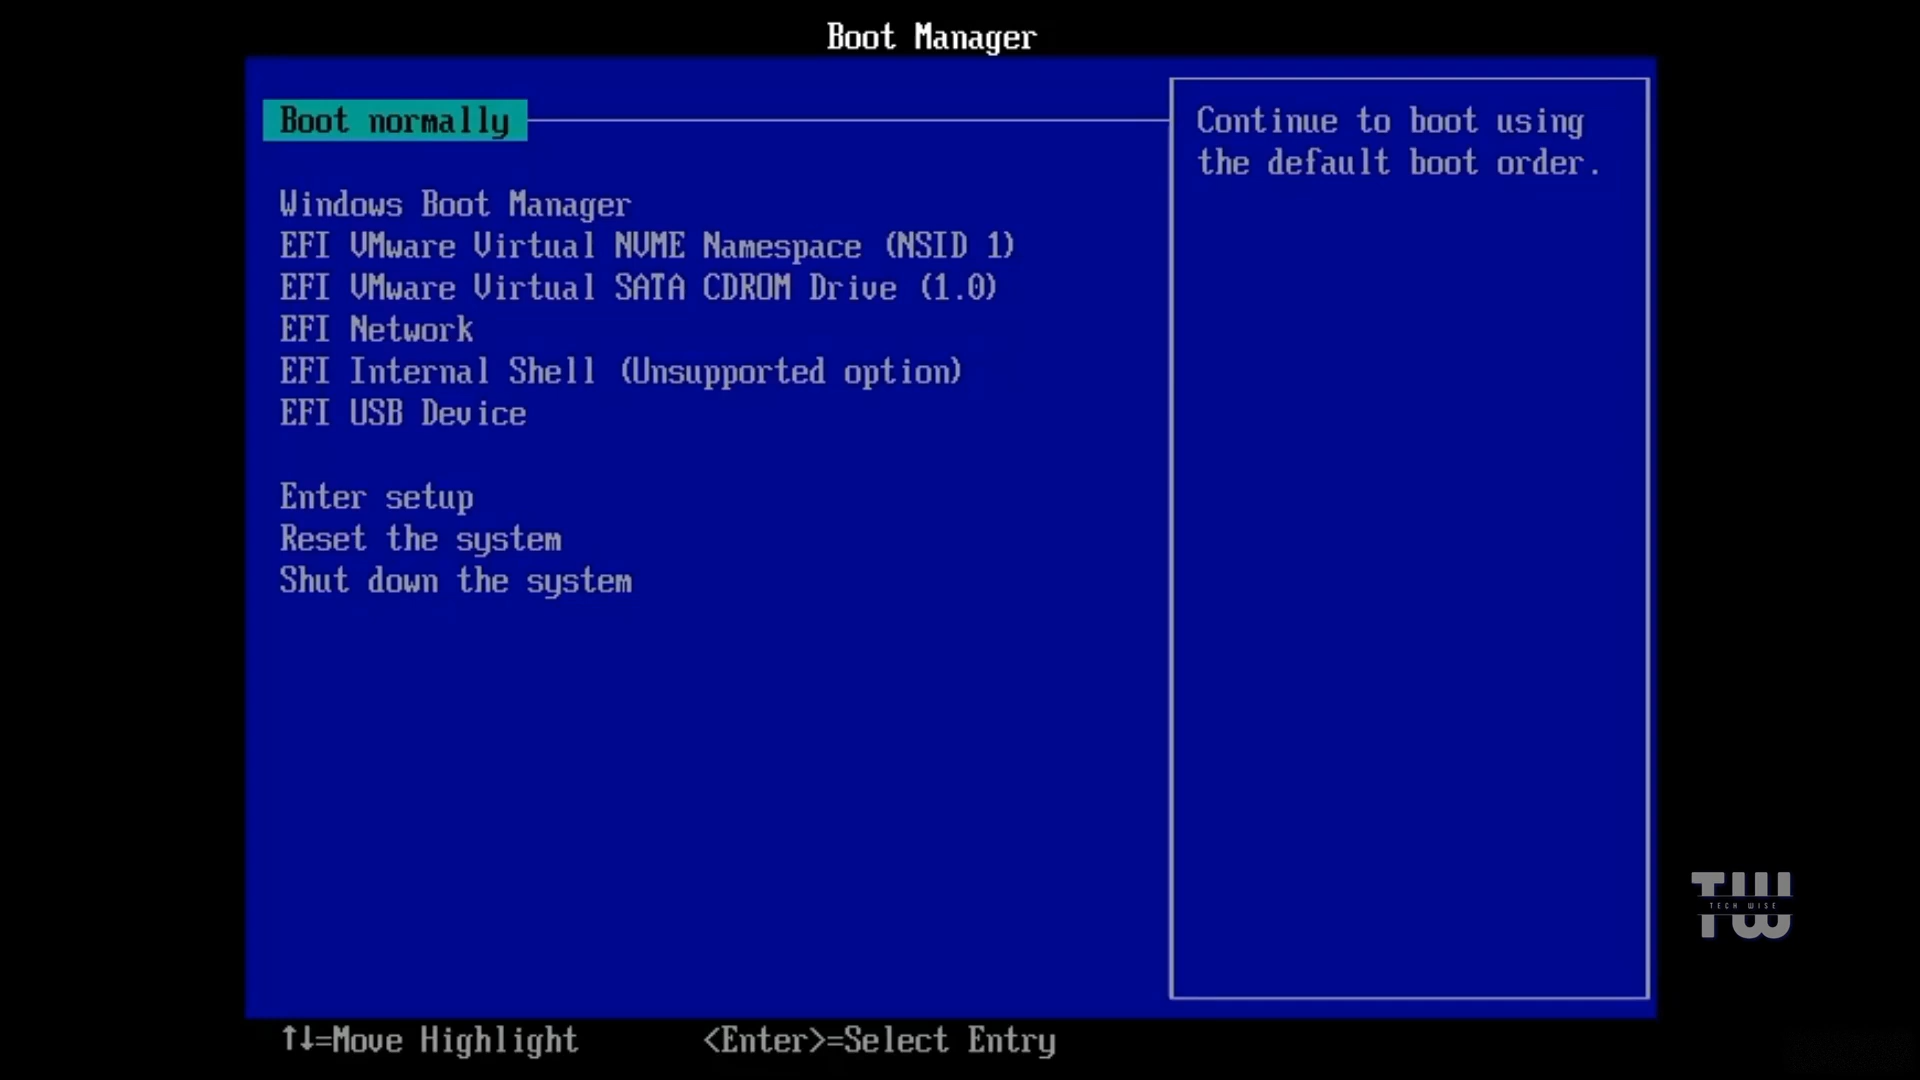 Boot Manager
Boot normally
Windows Boot Manager
EFI VMware Virtual NVME Namespace (NSID 1)
EFI VMware Virtual SATA CDROM Drive (1.0)
EFI Network
EFI Internal Shell (Unsupported option)
EFI USB Device
Enter setup
Reset the system
Shut down the system
Continue to boot using
the default boot order.
TW
TECH WISE
↑↓=Move Highlight <Enter>=Select Entry